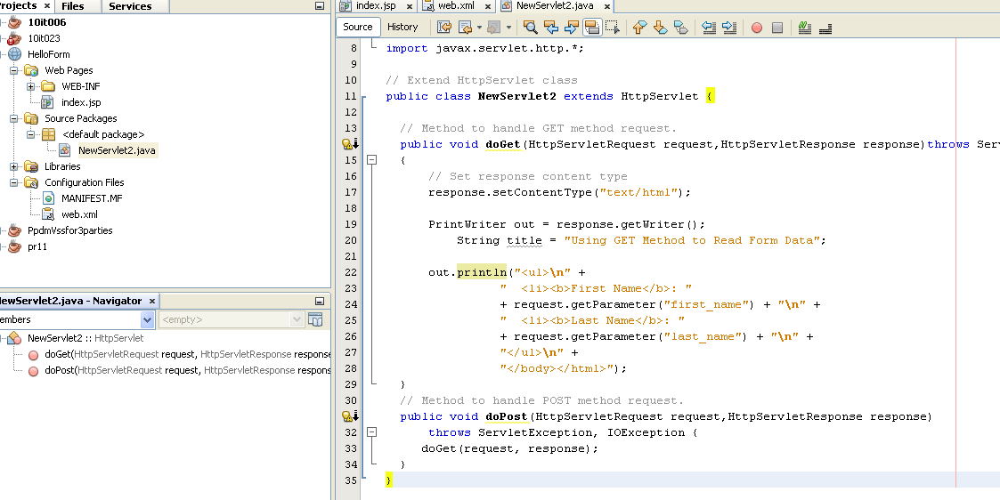 Projects × Files Services
10it006
10it023
HelloForm
Web Pages
WEB-INF
index.jsp
Source Packages
<default package>
NewServlet2.java
Libraries
Configuration Files
MANIFEST.MF
web.xml
PpdmVssfor3parties
pr11
NewServlet2.java - Navigator ×
embers <empty>
NewServlet2 :: HttpServlet
doGet(HttpServletRequest request, HttpServletResponse response
doPost(HttpServletRequest request, HttpServletResponse respons
index.jsp × web.xml × NewServlet2.java ×
Source History
8 import javax.servlet.http.*;
9
10 // Extend HttpServlet class
11 public class NewServlet2 extends HttpServlet {
12
13 // Method to handle GET method request.
public void doGet(HttpServletRequest request,HttpServletResponse response)throws Serv
15 {
16 // Set response content type
17 response.setContentType("text/html");
18
19 PrintWriter out = response.getWriter();
20 String title = "Using GET Method to Read Form Data";
21
22 out.println("<ul>\n" +
23 " <li><b>First Name</b>: "
24 + request.getParameter("first_name") + "\n" +
25 " <li><b>Last Name</b>: "
26 + request.getParameter("last_name") + "\n" +
27 "</ul>\n" +
28 "</body></html>");
29 }
30 // Method to handle POST method request.
public void doPost(HttpServletRequest request,HttpServletResponse response)
32 throws ServletException, IOException {
33 doGet(request, response);
34 }
35 }